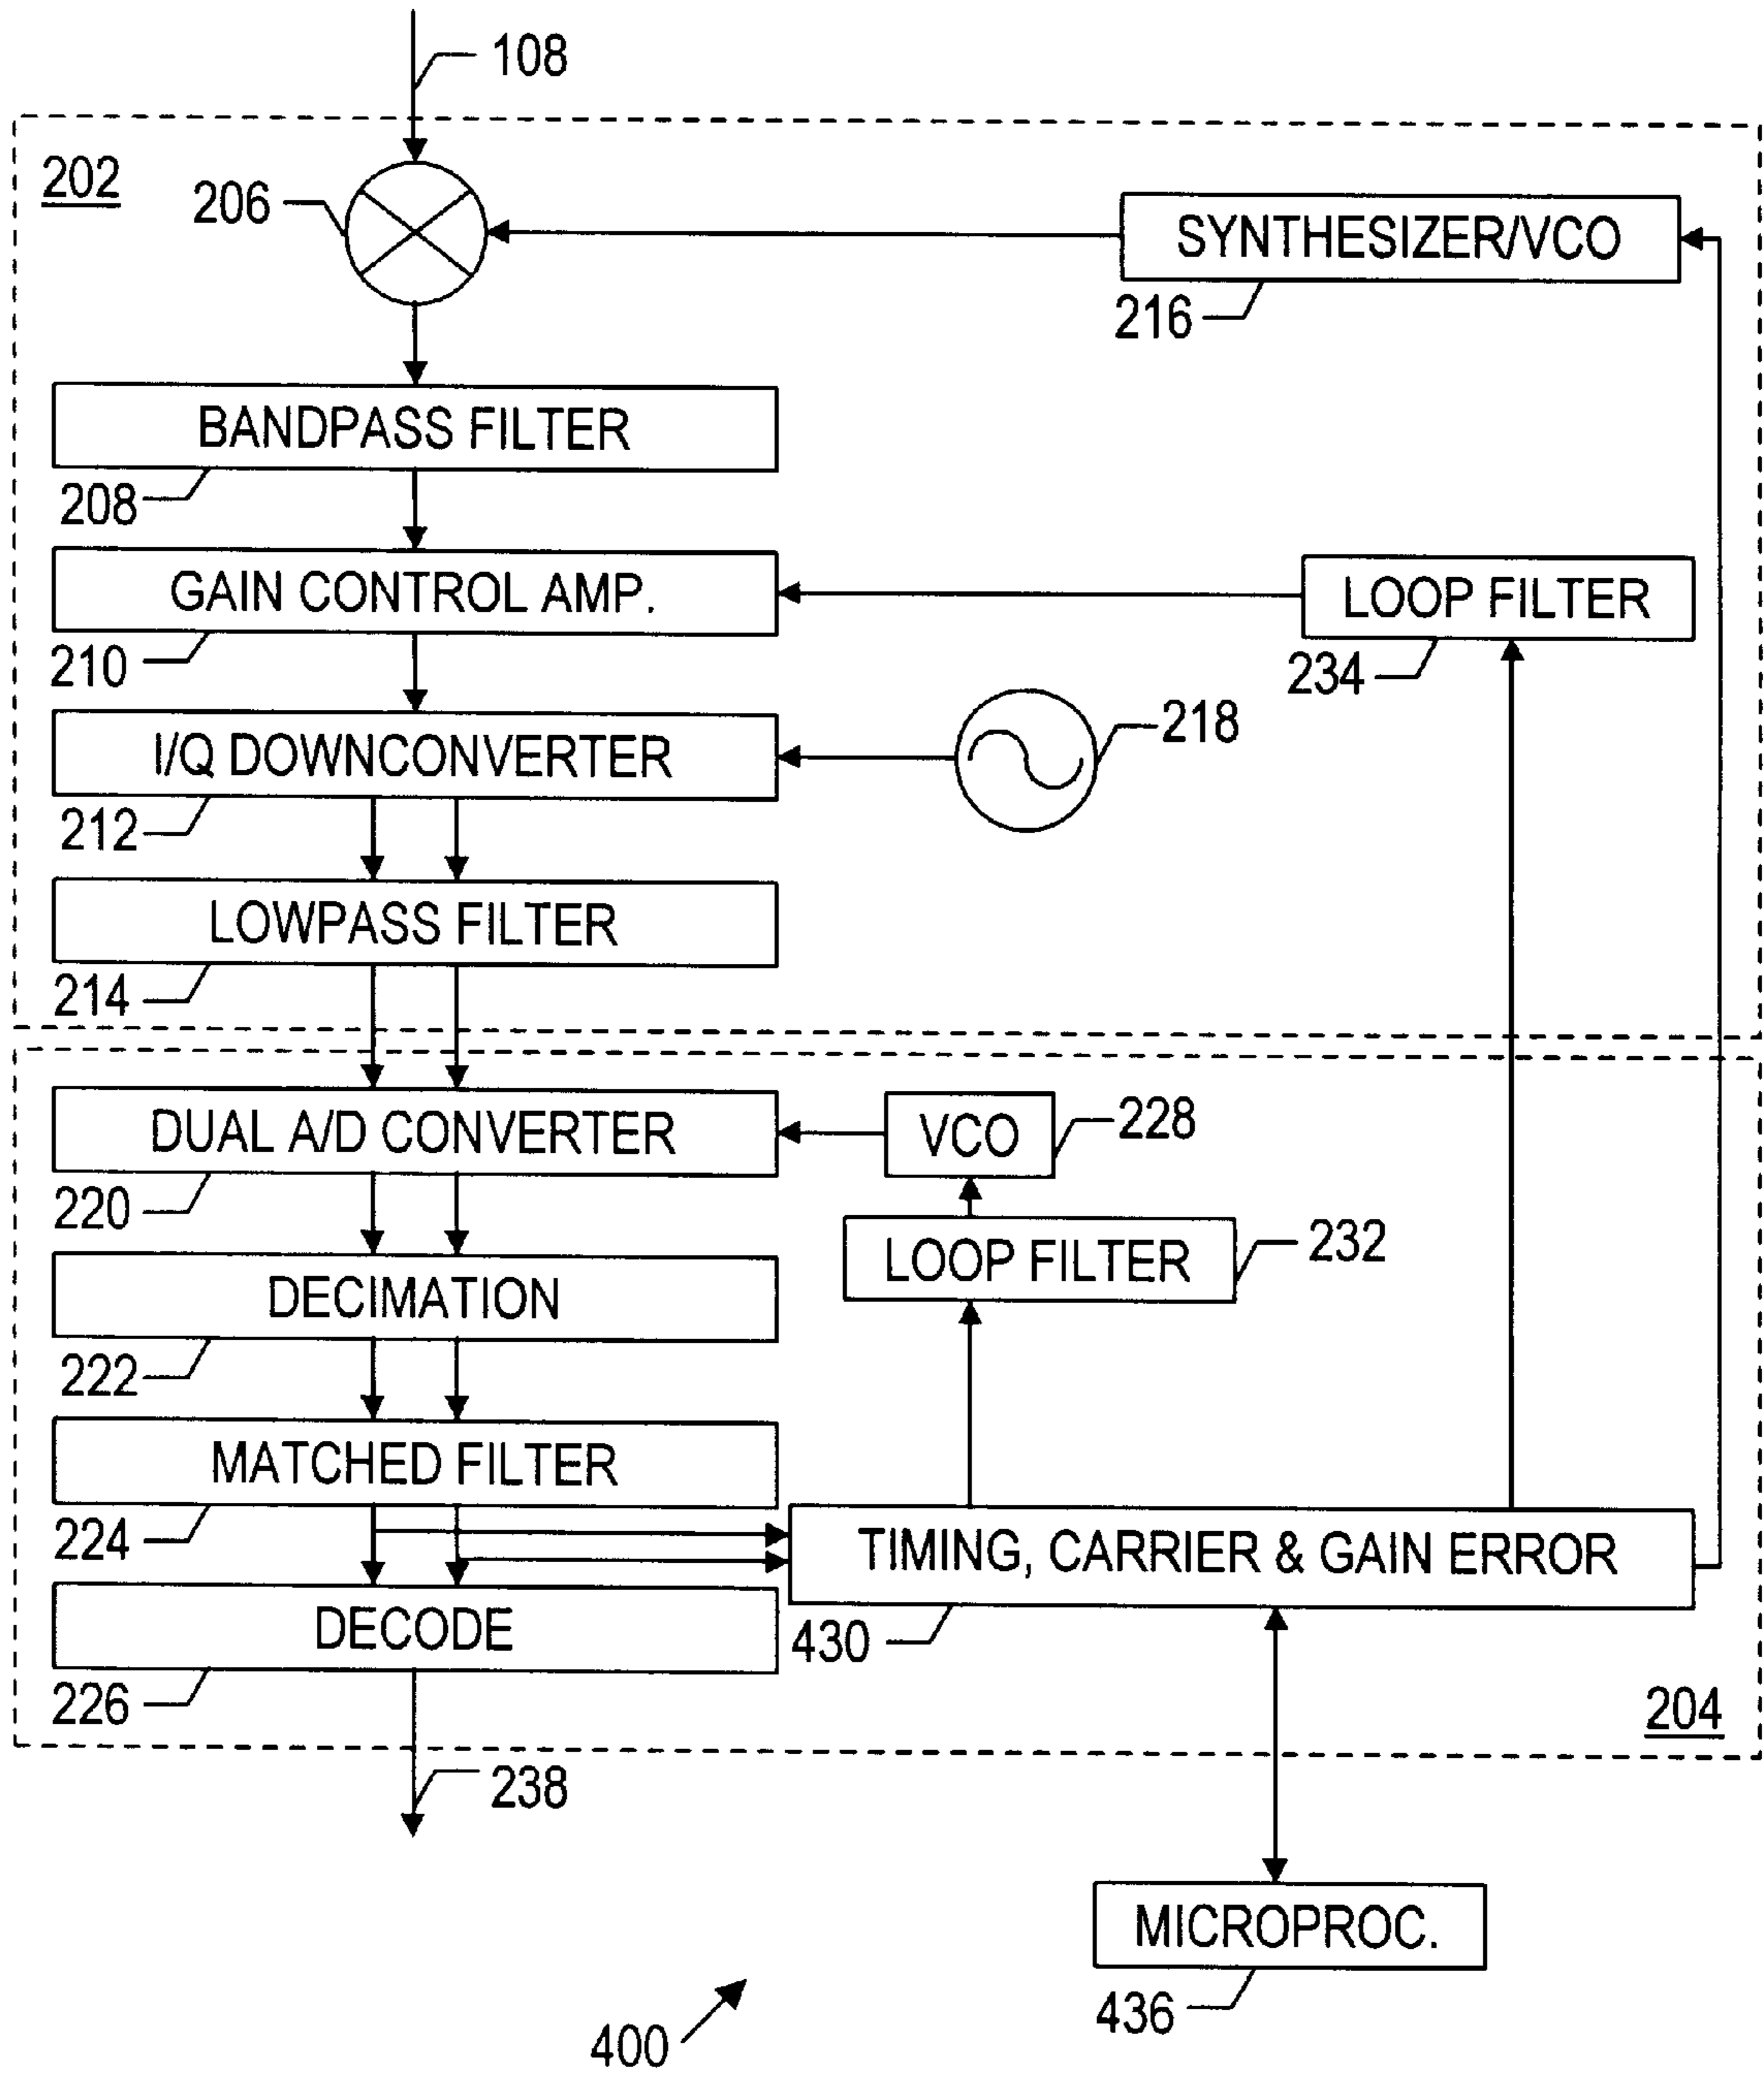 108
202
206
SYNTHESIZER/VCO
216
BANDPASS FILTER
208
GAIN CONTROL AMP.
210
LOOP FILTER
234
I/Q DOWNCONVERTER
212
218
LOWPASS FILTER
214
DUAL A/D CONVERTER
220
VCO
228
LOOP FILTER
232
DECIMATION
222
MATCHED FILTER
224
TIMING, CARRIER & GAIN ERROR
430
DECODE
226
204
238
MICROPROC.
436
400